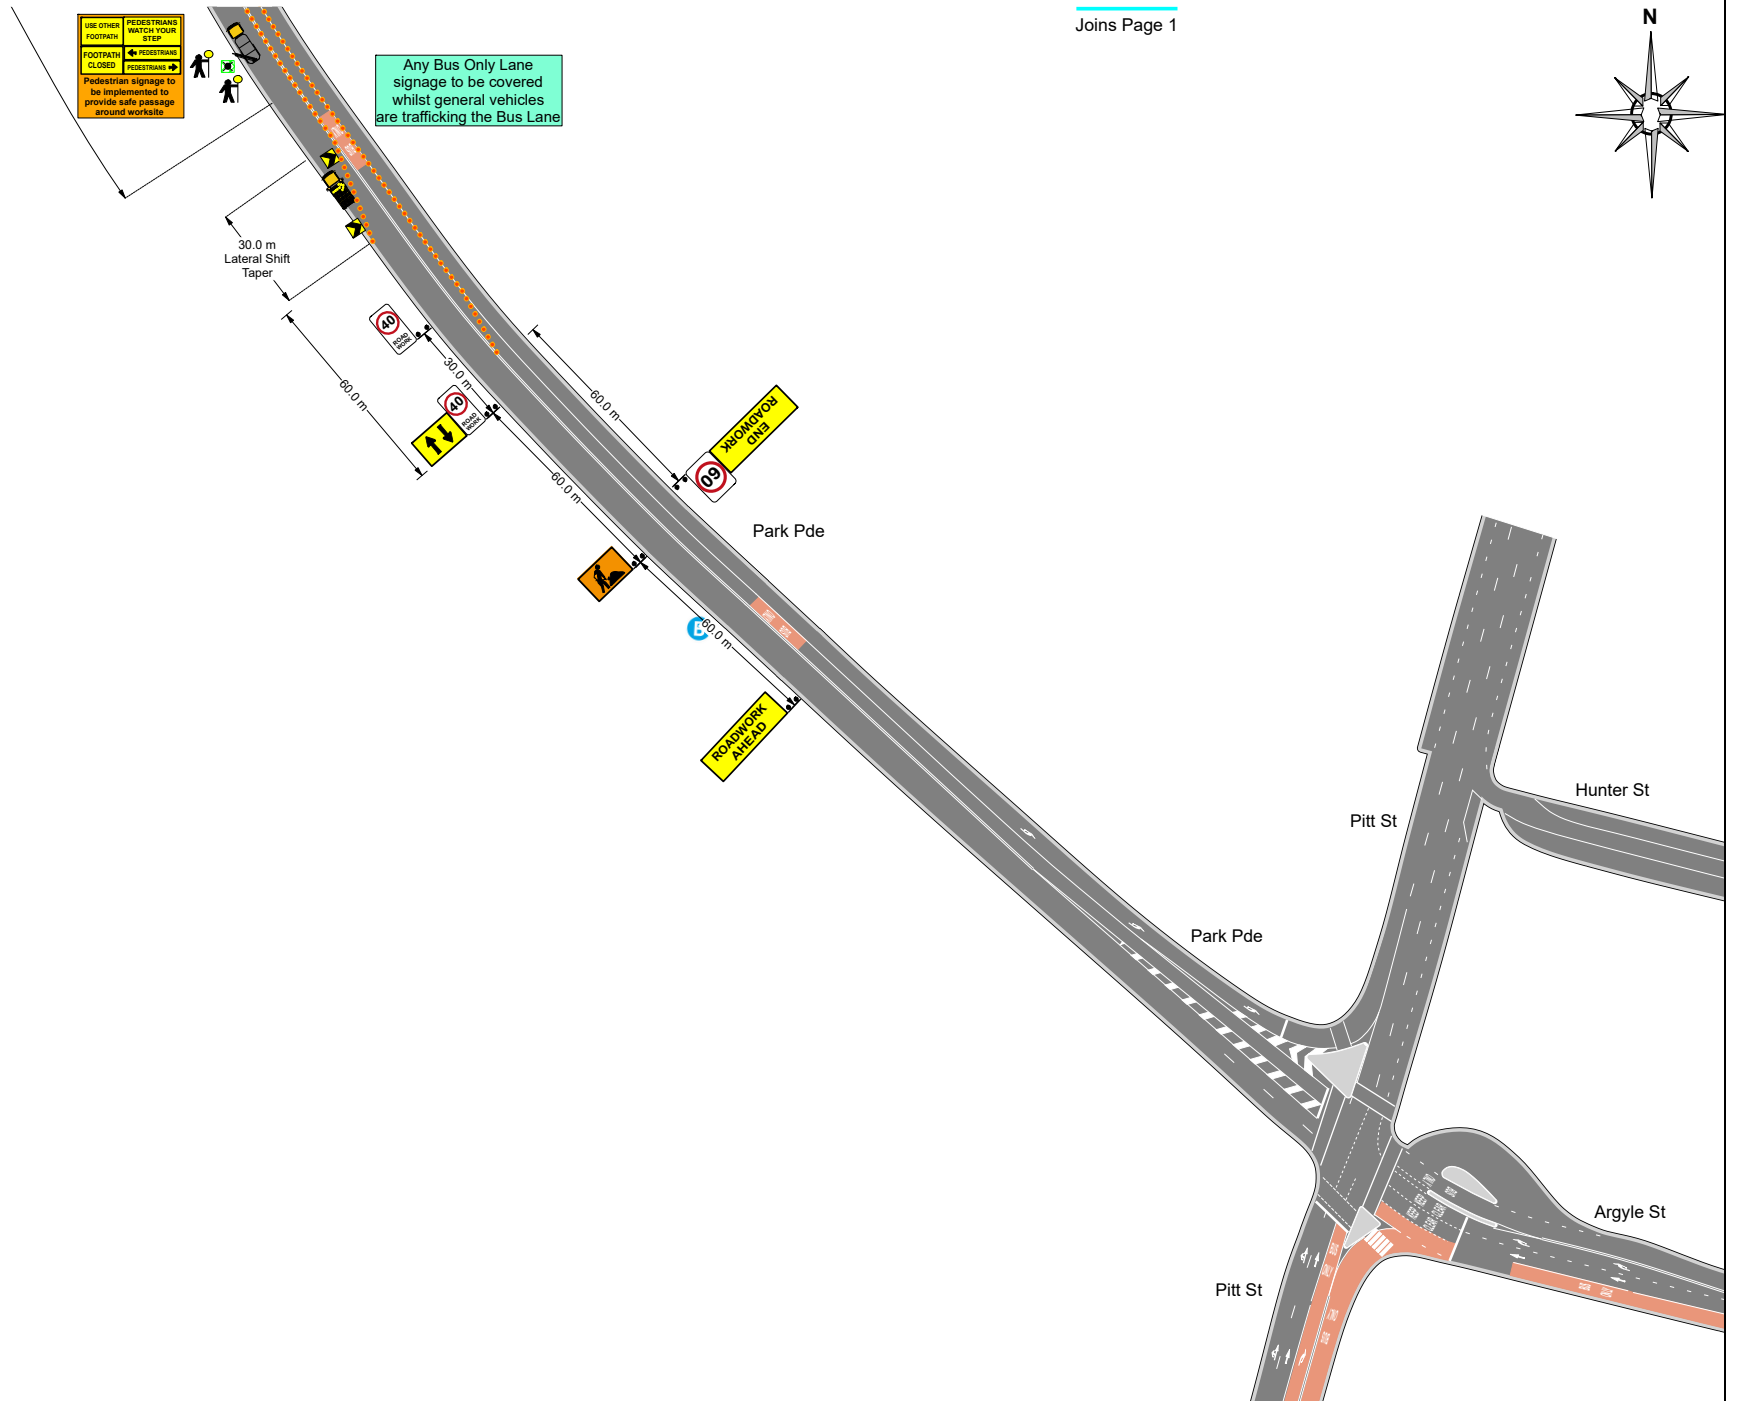 Joins Page 1
N
USE OTHER
FOOTPATH
PEDESTRIANS
WATCH YOUR
STEP
FOOTPATH
CLOSED
PEDESTRIANS
PEDESTRIANS
Pedestrian signage to
be implemented to
provide safe passage
around worksite
Any Bus Only Lane
signage to be covered
whilst general vehicles
are trafficking the Bus Lane
30.0 m
Lateral Shift
Taper
40
ROAD
WORK
30.0 m
60.0 m
40
ROAD
WORK
60.0 m
END
ROADWORK
60
60.0 m
Park Pde
B
60.0 m
ROADWORK
AHEAD
Hunter St
Pitt St
Park Pde
Argyle St
Pitt St